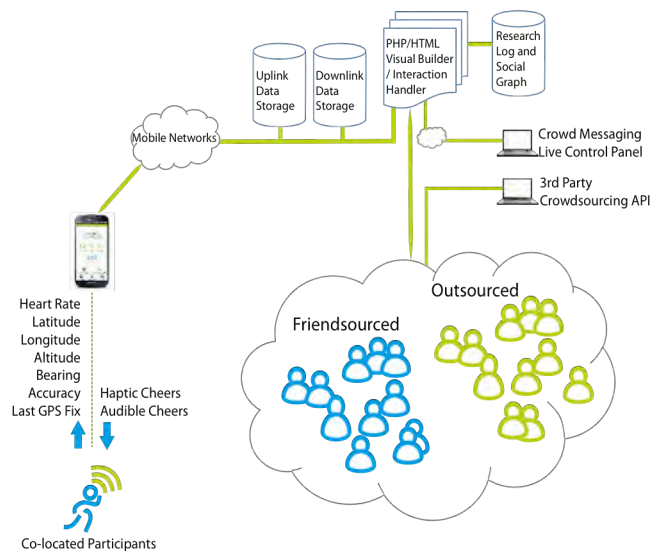 Uplink
Data
Storage
Downlink
Data
Storage
PHP/HTML
Visual Builder
/ Interaction
Handler
Research
Log and
Social
Graph
Mobile Networks
Crowd Messaging
Live Control Panel
3rd Party
Crowdsourcing API
Heart Rate
Latitude
Longitude
Altitude
Bearing
Accuracy
Last GPS Fix
Haptic Cheers
Audible Cheers
Co-located Participants
Friendsourced
Outsourced